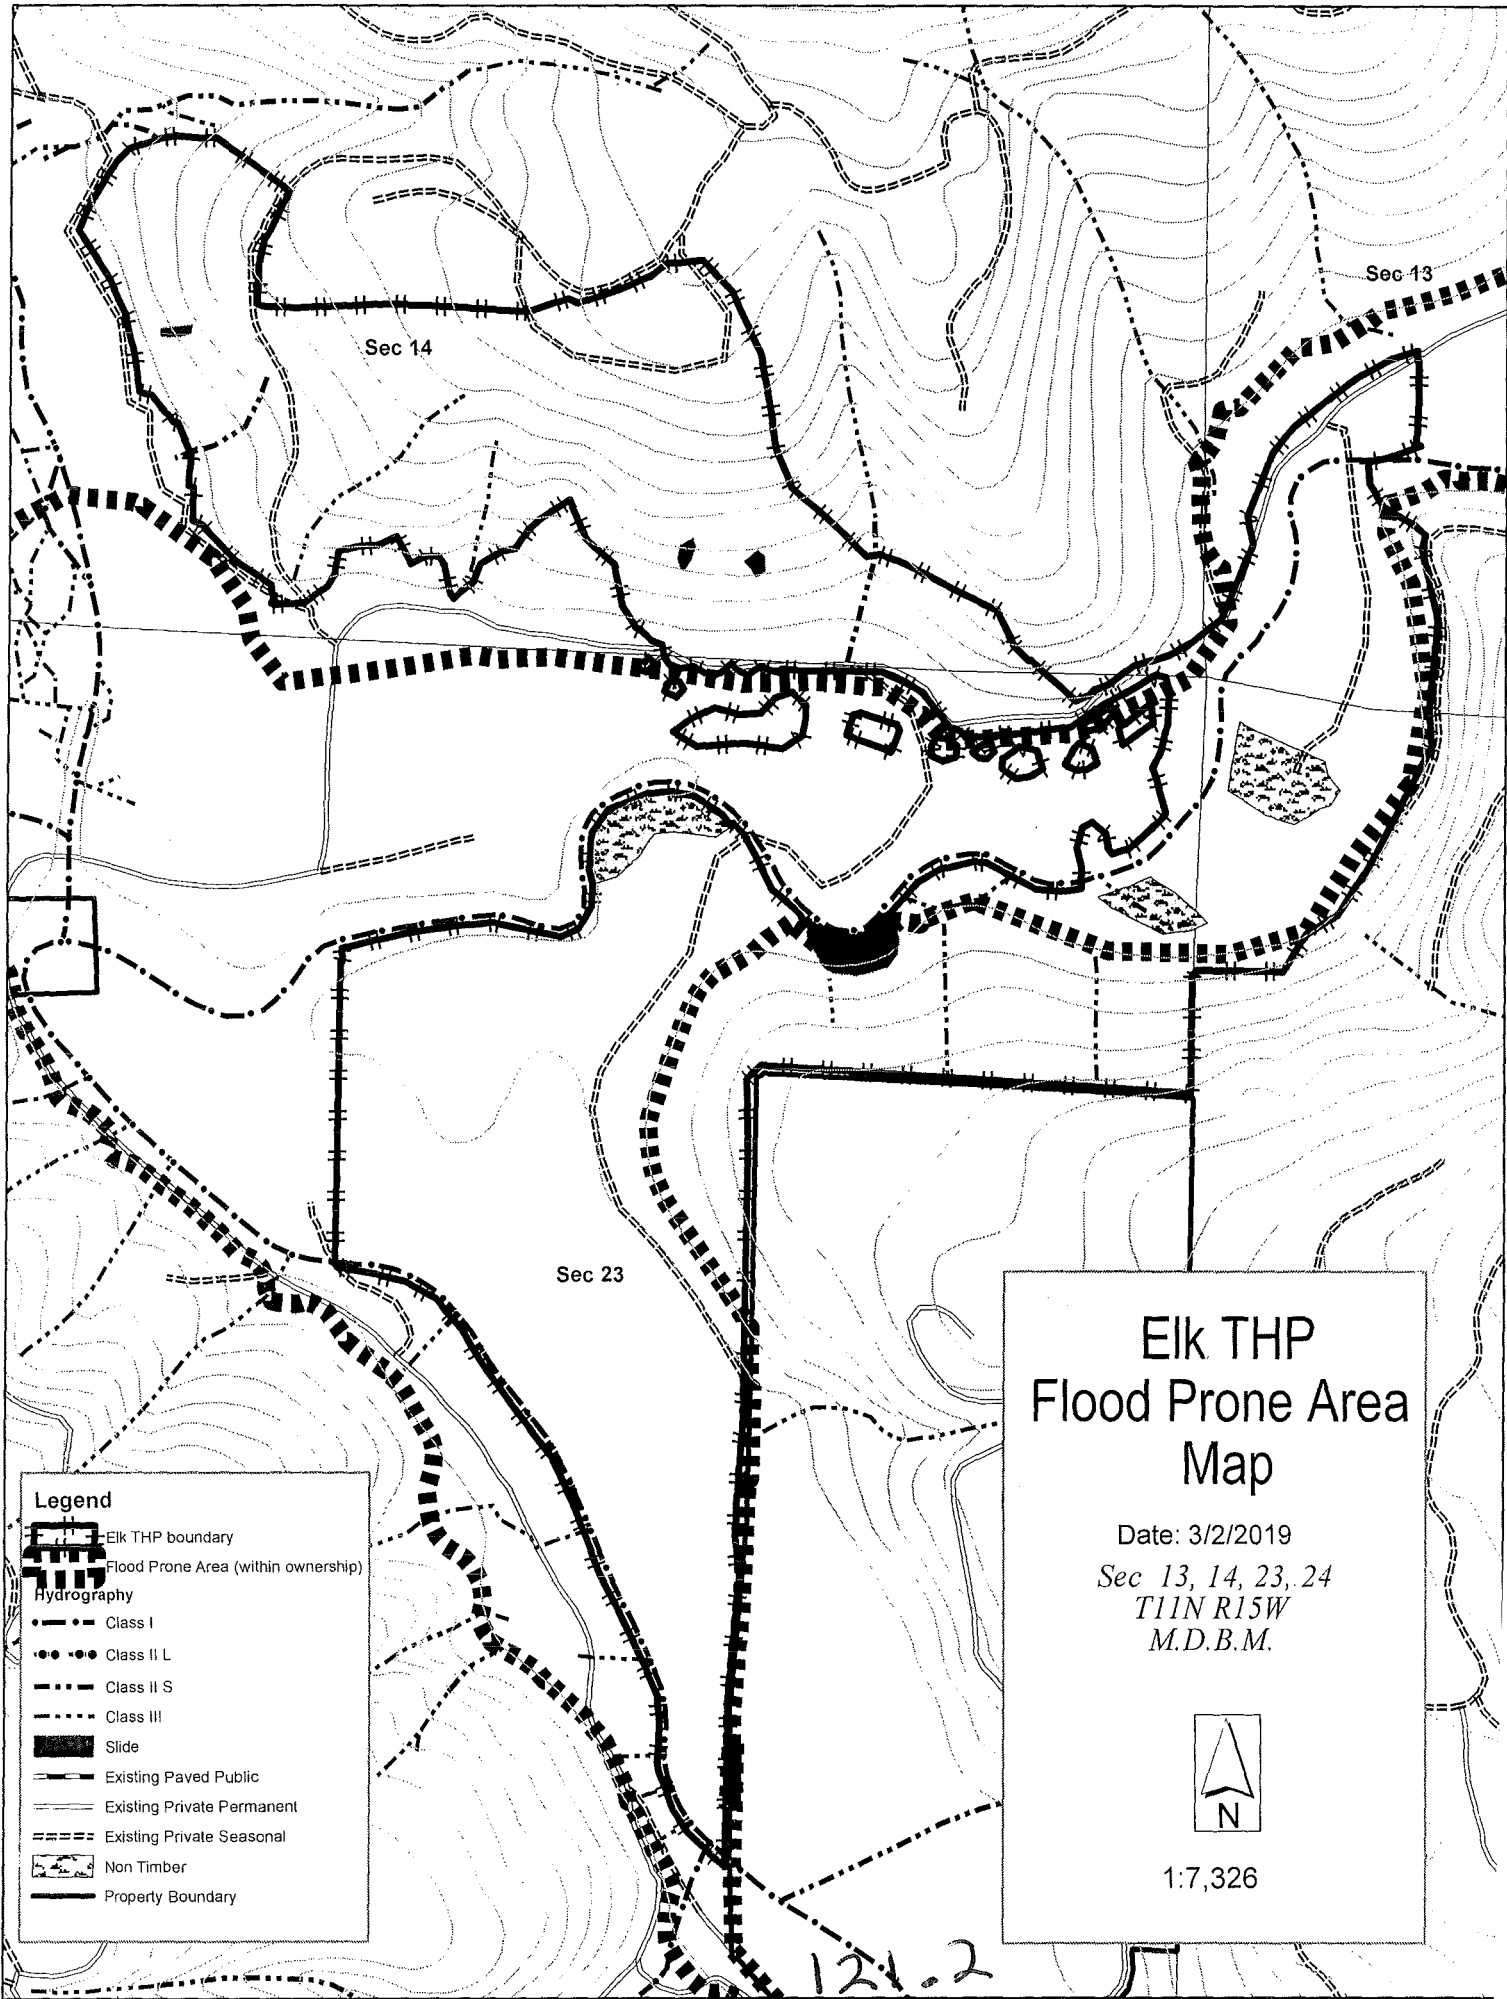 Sec 13
Sec 14
Sec 23
Elk THP
Flood Prone Area
Map
Date: 3/2/2019
Sec 13, 14, 23, 24
T11N R15W
M.D.B.M.
N
1:7,326
Legend
Elk THP boundary
Flood Prone Area (within ownership)
Hydrography
Class I
Class II L
Class II S
Class III
Slide
Existing Paved Public
Existing Private Permanent
Existing Private Seasonal
Non Timber
Property Boundary
121.2